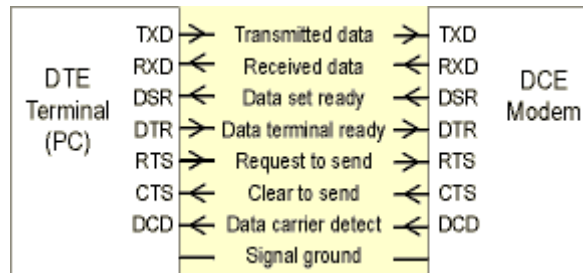 TXD Transmitted data TXD
RXD Received data RXD
DSR Data set ready DSR
DTR Data terminal ready DTR
RTS Request to send RTS
CTS Clear to send CTS
DCD Data carrier detect DCD
Signal ground
DTE
Terminal
(PC)
DCE
Modem